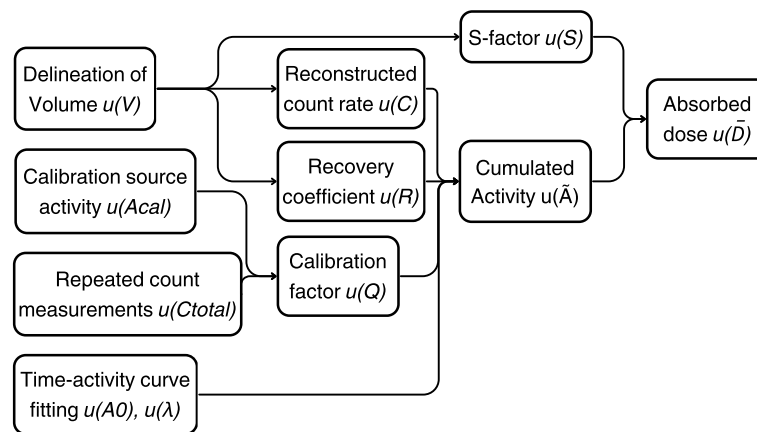 S-factor u(S)
Delineation of
Volume u(V)
Reconstructed
count rate u(C)
Absorbed
dose u(D̄)
Calibration source
activity u(Acal)
Recovery
coefficient u(R)
Cumulated
Activity u(Ã)
Repeated count
measurements u(Ctotal)
Calibration
factor u(Q)
Time-activity curve
fitting u(A0), u(λ)